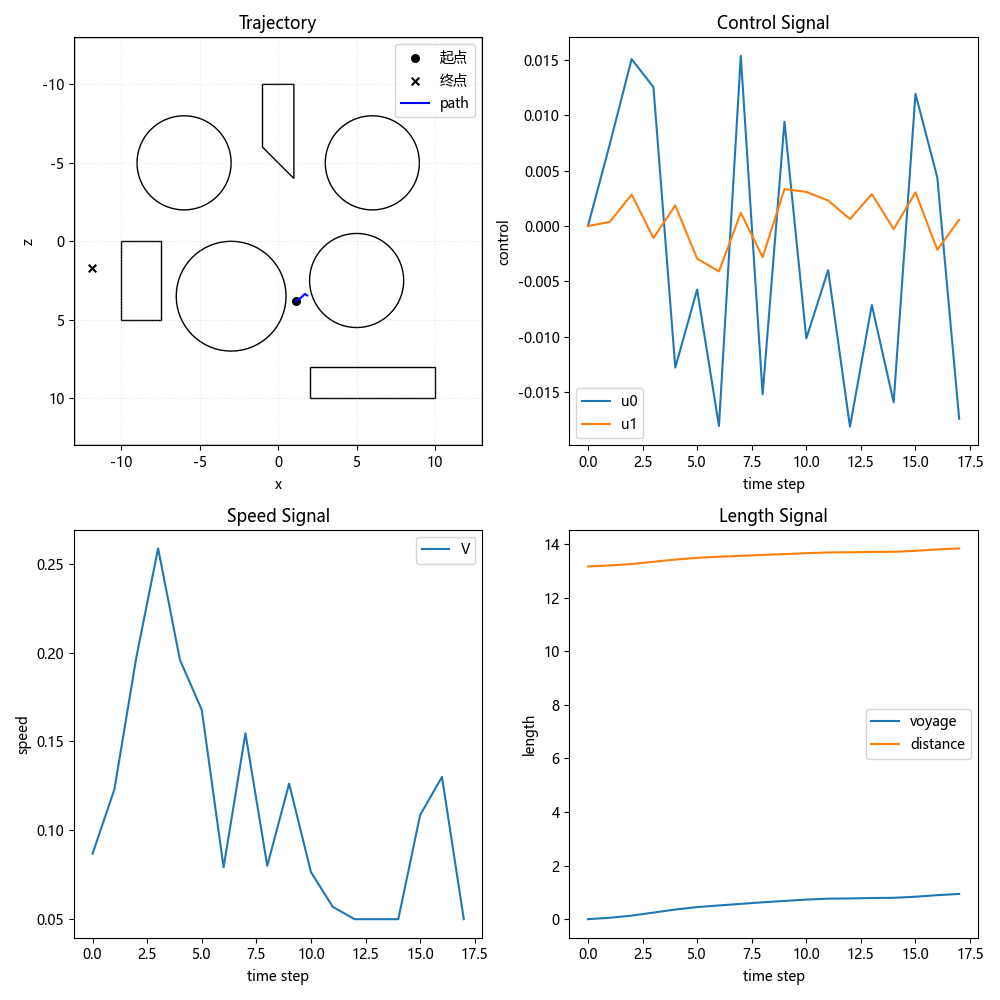 Trajectory
起点
终点
path
-10
-5
0
5
10
z
-10
-5
0
5
10
x
Control Signal
0.015
0.010
0.005
0.000
-0.005
-0.010
-0.015
control
u0
u1
0.0
2.5
5.0
7.5
10.0
12.5
15.0
17.5
time step
Speed Signal
V
0.25
0.20
0.15
0.10
0.05
speed
0.0
2.5
5.0
7.5
10.0
12.5
15.0
17.5
time step
Length Signal
14
12
10
8
6
4
2
0
length
voyage
distance
0.0
2.5
5.0
7.5
10.0
12.5
15.0
17.5
time step